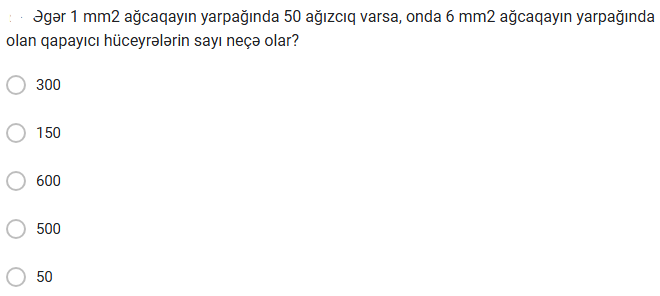 Əgər 1 mm2 ağcaqayın yarpağında 50 ağızcıq varsa, onda 6 mm2 ağcaqayın yarpağında
olan qapayıcı hüceyrələrin sayı neçə olar?
300
150
600
500
50